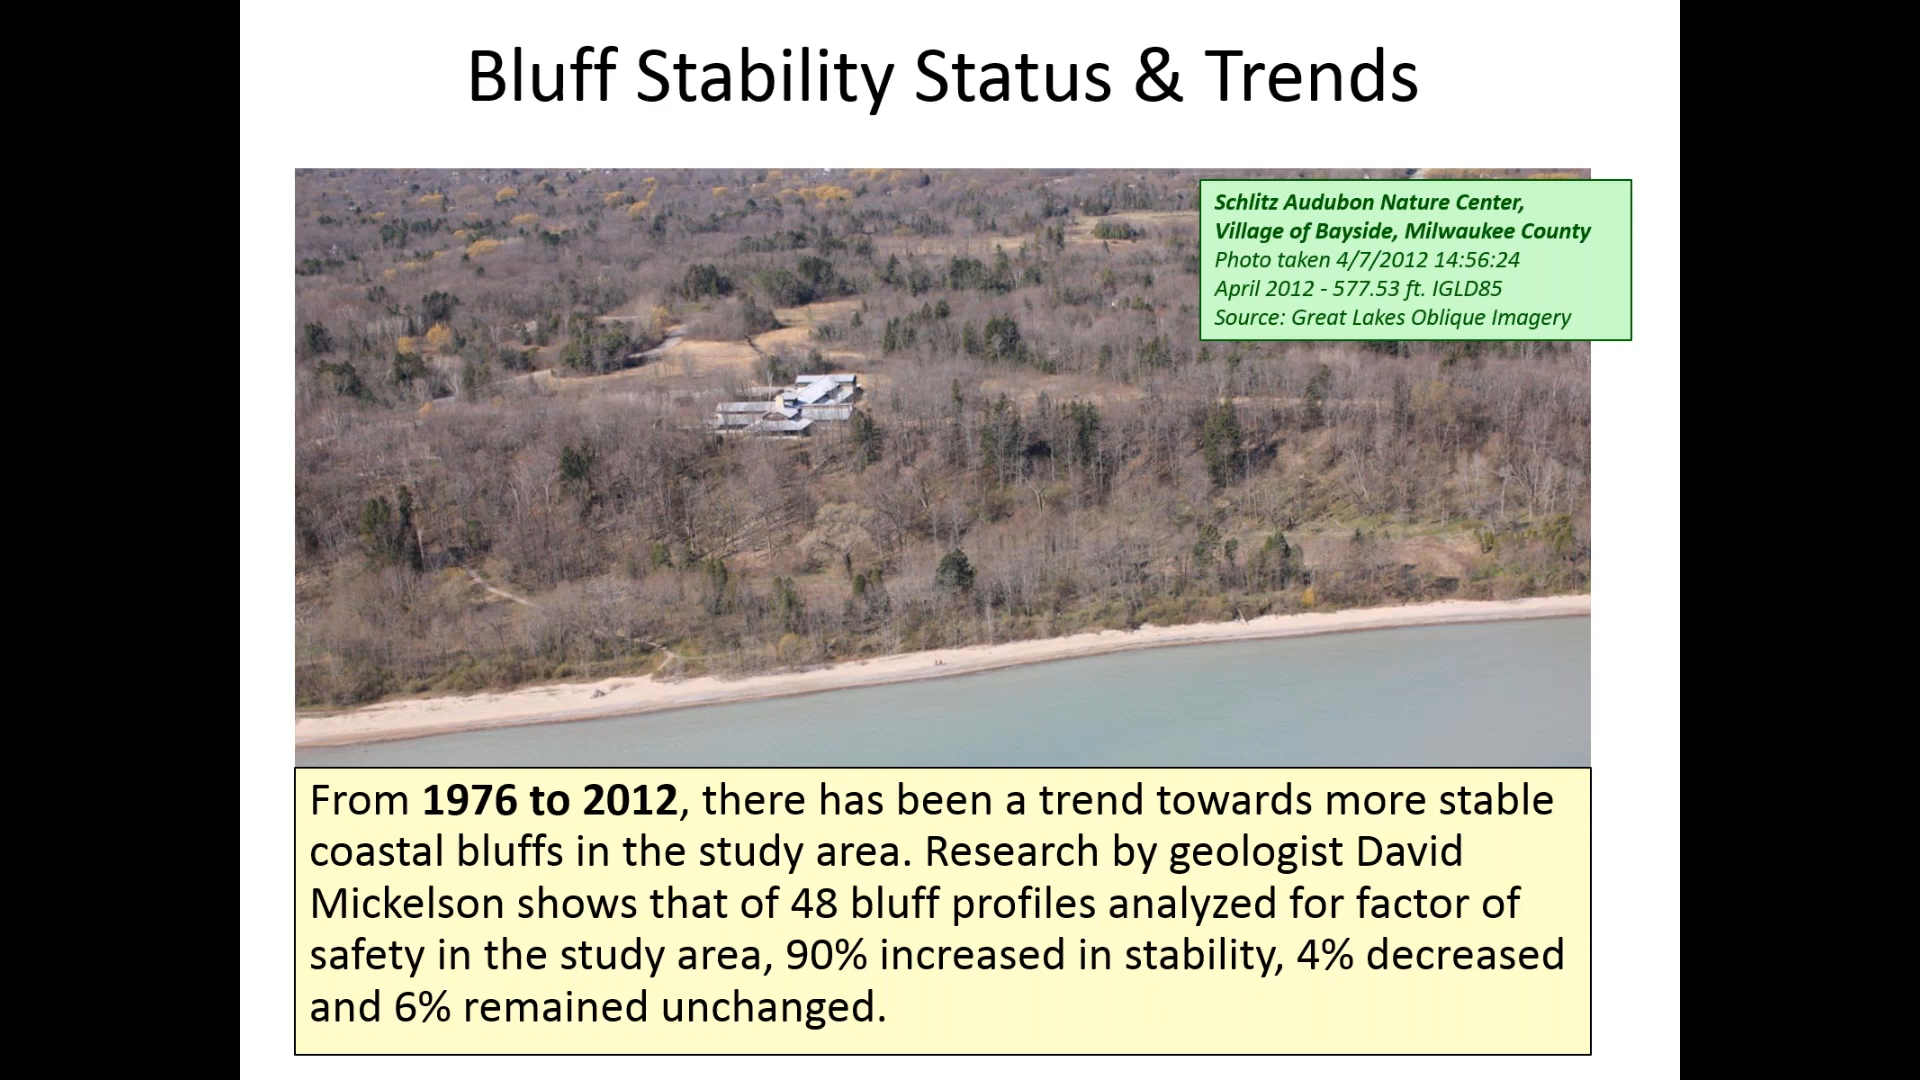 Bluff Stability Status & Trends
Schlitz Audubon Nature Center,
Village of Bayside, Milwaukee County
Photo taken 4/7/2012 14:56:24
April 2012 - 577.53 ft. IGLD85
Source: Great Lakes Oblique Imagery
From 1976 to 2012, there has been a trend towards more stable
coastal bluffs in the study area. Research by geologist David
Mickelson shows that of 48 bluff profiles analyzed for factor of
safety in the study area, 90% increased in stability, 4% decreased
and 6% remained unchanged.